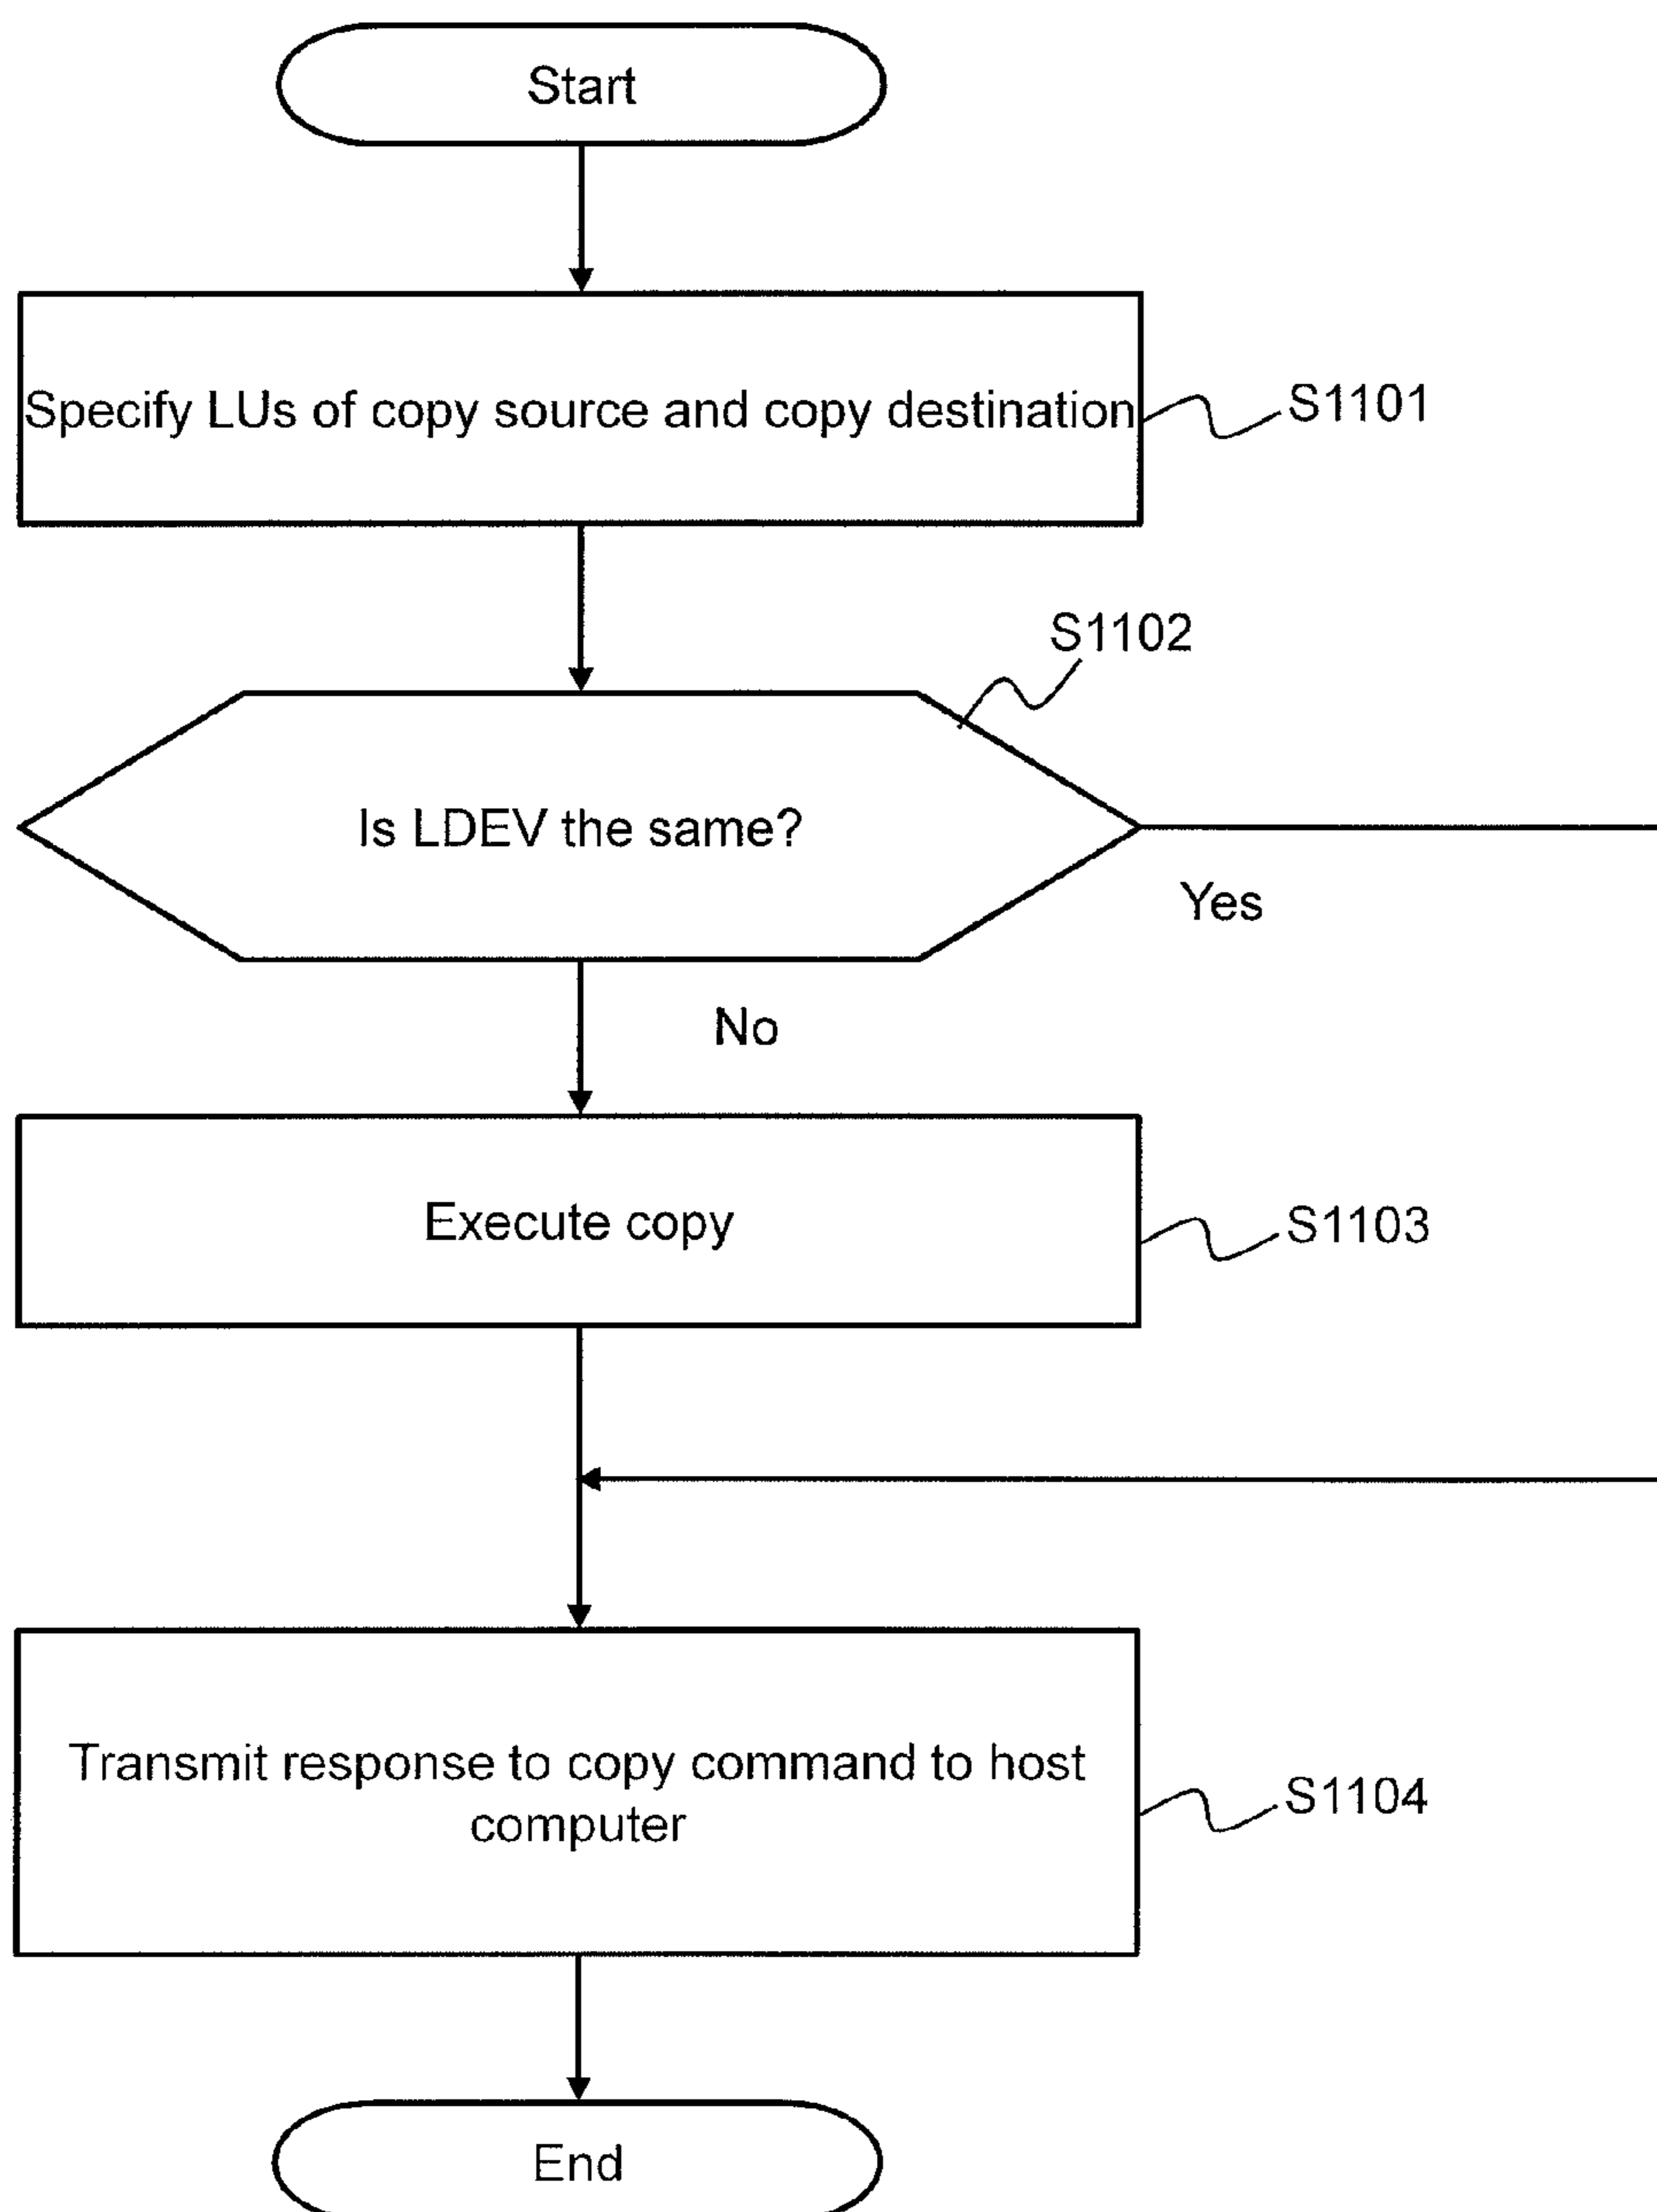 Start
Specify LUs of copy source and copy destination
S1101
S1102
Is LDEV the same?
Yes
No
Execute copy
S1103
Transmit response to copy command to host
computer
S1104
End